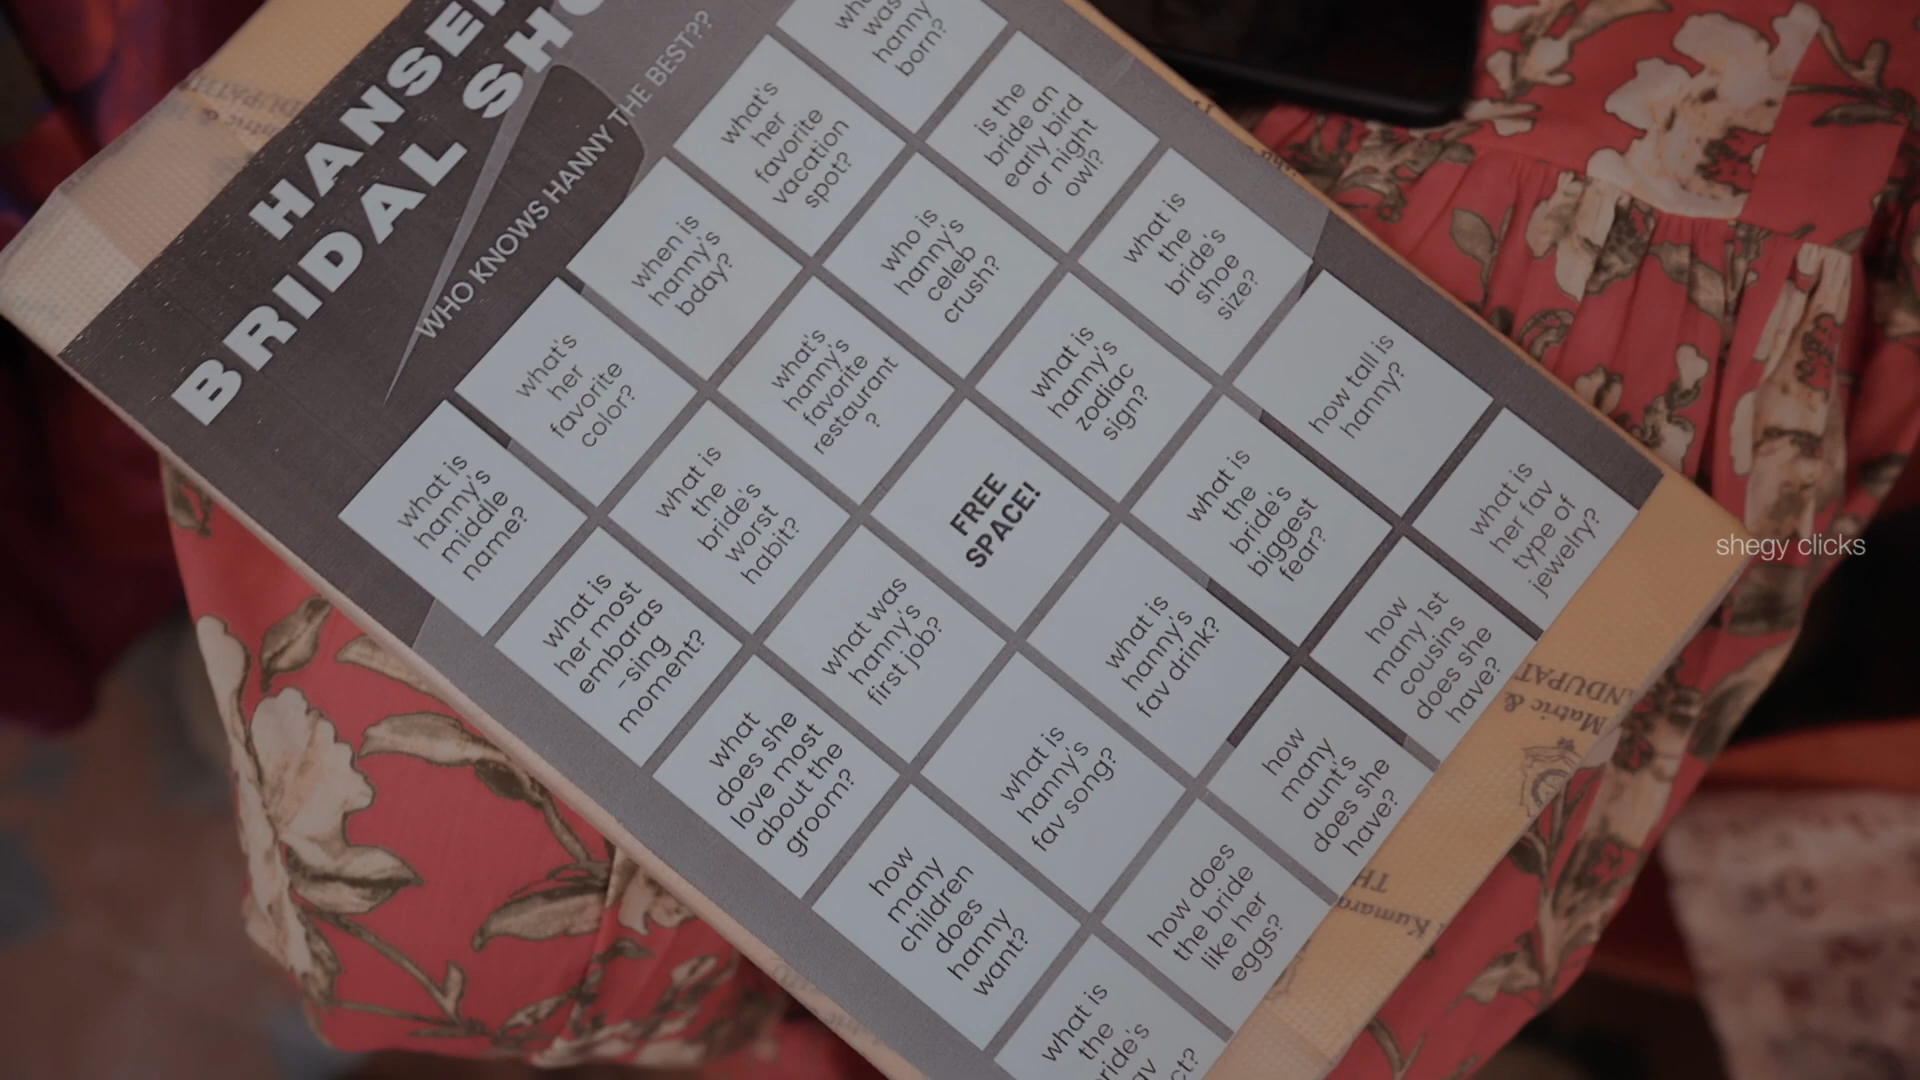 BRIDAL
WHO KNOWS HANNY THE BEST??
what is
hanny's
middle
name?
what's
her
favorite
color?
when is
hanny's
bday?
what's
her
favorite
vacation
spot?
was
hanny
born?
what is
her most
embaras
-sing
moment?
what is
the
bride's
worst
habit?
what's
hanny's
favorite
restaurant
?
who is
hanny's
celeb
crush?
is the
bride an
early bird
or night
owl?
what
does she
love most
about the
groom?
what was
hanny's
first job?
FREE
SPACE!
what is
hanny's
zodiac
sign?
what is
the
bride's
shoe
size?
how
many
children
does
hanny
want?
what is
hanny's
fav song?
what is
hanny's
fav drink?
what is
the
bride's
biggest
fear?
how tall is
hanny?
what is
the
how does
the bride
like her
eggs?
how
many
aunt's
does she
have?
how
many 1st
cousins
does she
have?
what is
her fav
type of
jewelry?
Matric &
shegy clicks